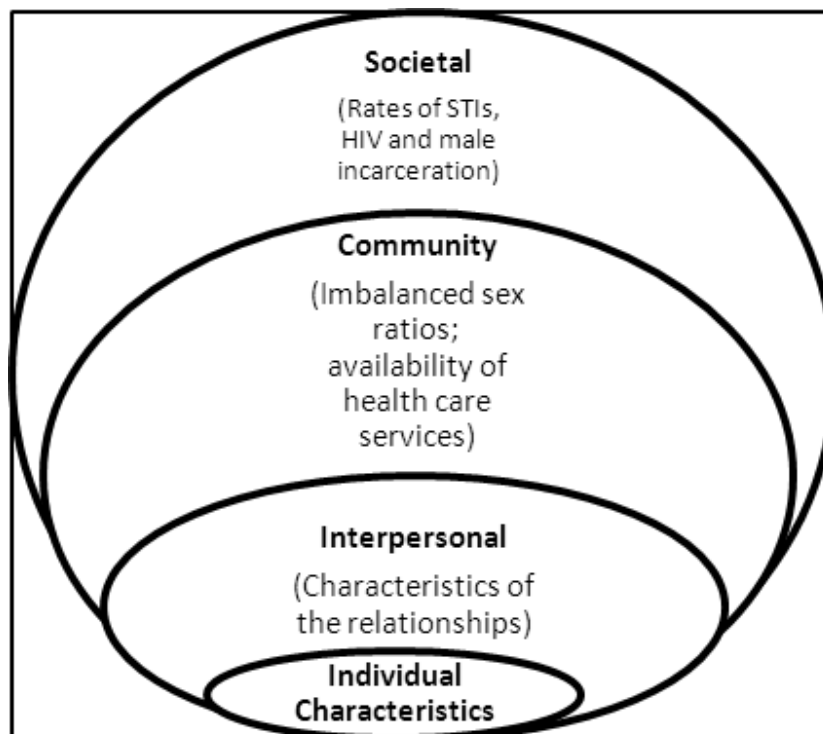 Societal
(Rates of STIs,
HIV and male
incarceration)
Community
(Imbalanced sex
ratios;
availability of
health care
services)
Interpersonal
(Characteristics of
the relationships)
Individual
Characteristics